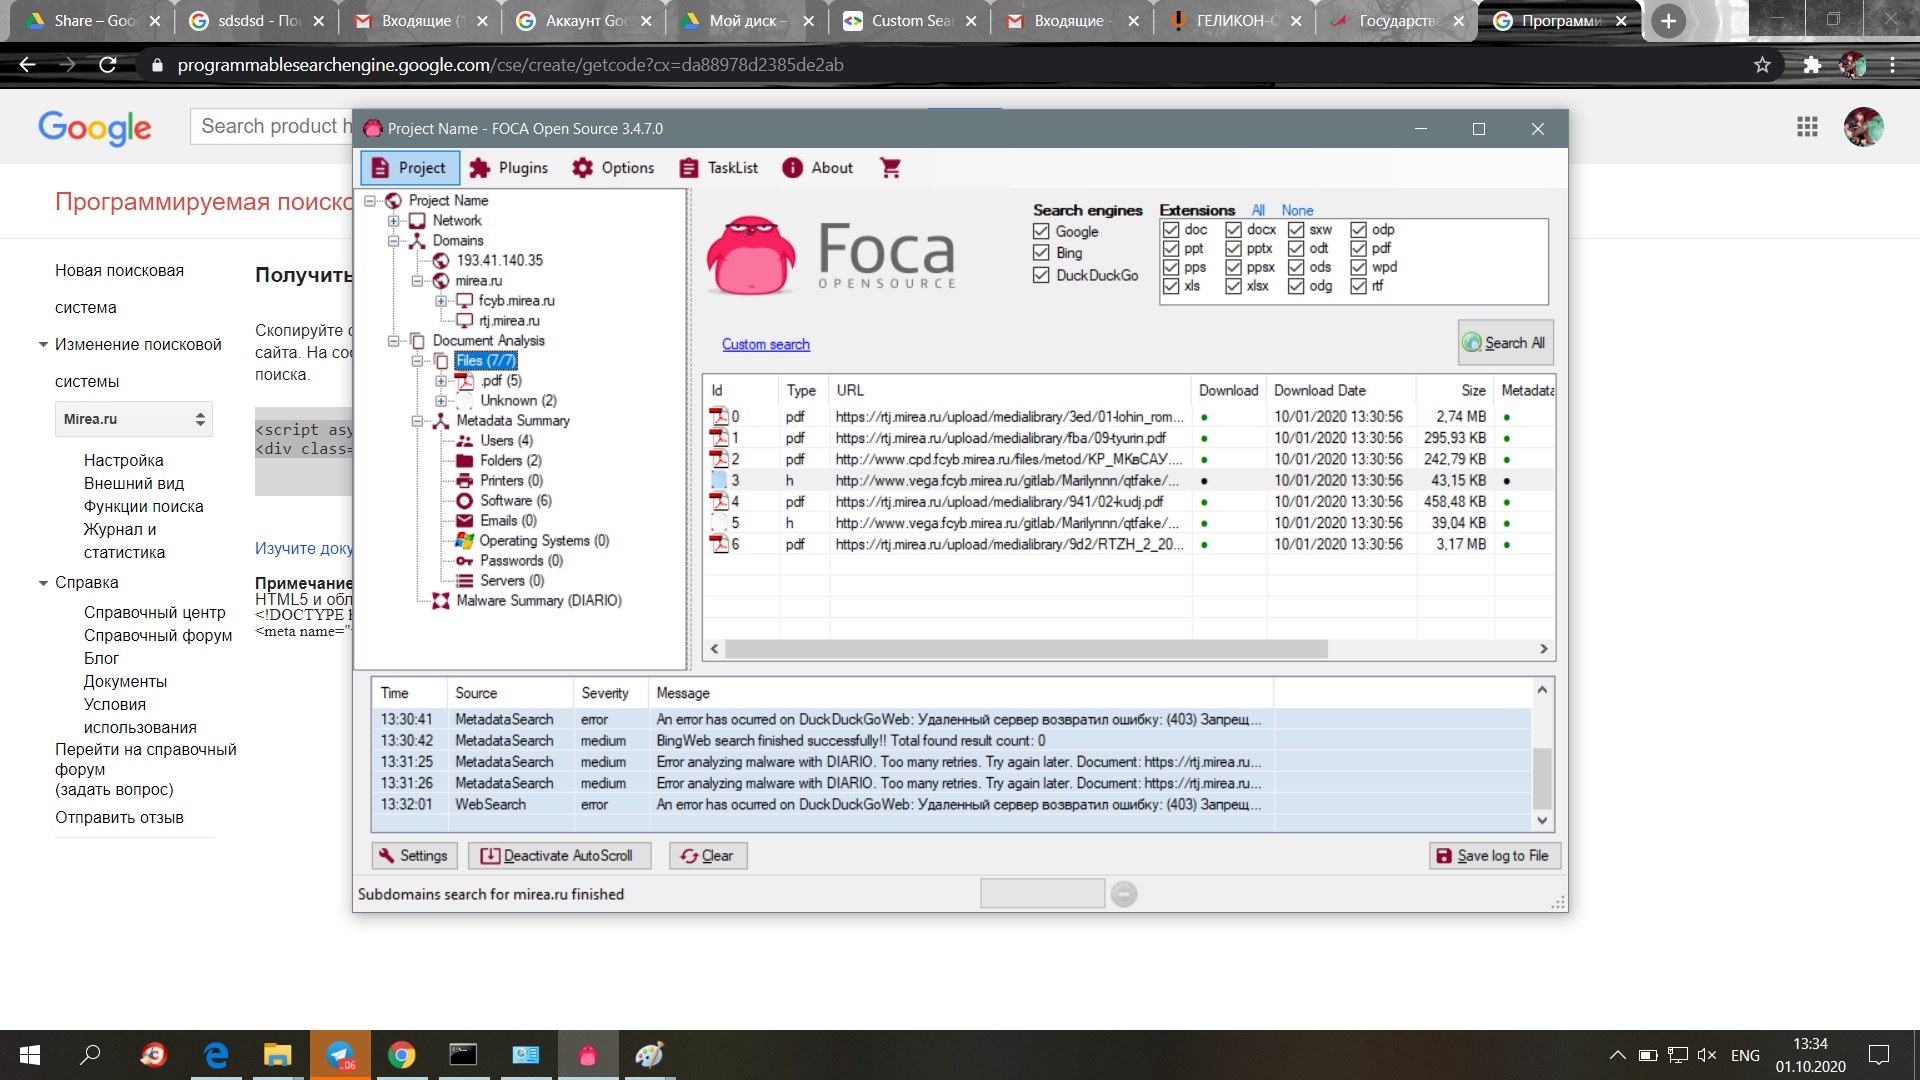 Share – Goo
sdsdsd - По
Входящие (1
Аккаунт Goo
Мой диск –
Custom Sea
Входящие -
ГЕЛИКОН-О
Государств
Программи
programmablesearchengine.google.com/cse/create/getcode?cx=da88978d2385de2ab
Google
Search product h
Программируемая поиско
Новая поисковая
система
Изменение поисковой
системы
Mirea.ru
Настройка
Внешний вид
Функции поиска
Журнал и
статистика
Справка
Справочный центр
Справочный форум
Блог
Документы
Условия
использования
Перейти на справочный
форум
(задать вопрос)
Отправить отзыв
Получить
Скопируйте
сайта. На со
поиска.
<script asy
<div class=
Изучите доку
Примечание
HTML5 и обл
<!DOCTYPE
<meta name="
Project Name - FOCA Open Source 3.4.7.0
Project Plugins Options TaskList About
Project Name
Network
Domains
193.41.140.35
mirea.ru
fcyb.mirea.ru
rtj.mirea.ru
Document Analysis
Files (7/7)
.pdf (5)
Unknown (2)
Metadata Summary
Users (4)
Folders (2)
Printers (0)
Software (6)
Emails (0)
Operating Systems (0)
Passwords (0)
Servers (0)
Malware Summary (DIARIO)
Foca
OPENSOURCE
Search engines
Google
Bing
DuckDuckGo
Extensions All None
doc docx sxw odp
ppt pptx odt pdf
pps ppsx ods wpd
xls xlsx odg rtf
Custom search
Search All
Id Type URL Download Download Date Size Metadata
0 pdf https://rtj.mirea.ru/upload/medialibrary/3ed/01-lohin_rom... 10/01/2020 13:30:56 2,74 MB
1 pdf https://rtj.mirea.ru/upload/medialibrary/fba/09-tyurin.pdf 10/01/2020 13:30:56 295,93 KB
2 pdf http://www.cpd.fcyb.mirea.ru/files/metod/KP_МКвСАУ.... 10/01/2020 13:30:56 242,79 KB
3 h http://www.vega.fcyb.mirea.ru/gitlab/Marilynnn/qtfake/... 10/01/2020 13:30:56 43,15 KB
4 pdf https://rtj.mirea.ru/upload/medialibrary/941/02-kudj.pdf 10/01/2020 13:30:56 458,48 KB
5 h http://www.vega.fcyb.mirea.ru/gitlab/Marilynnn/qtfake/... 10/01/2020 13:30:56 39,04 KB
6 pdf https://rtj.mirea.ru/upload/medialibrary/9d2/RTZH_2_20... 10/01/2020 13:30:56 3,17 MB
Time Source Severity Message
13:30:41 MetadataSearch error An error has ocurred on DuckDuckGoWeb: Удаленный сервер возвратил ошибку: (403) Запрещ...
13:30:42 MetadataSearch medium BingWeb search finished successfully!! Total found result count: 0
13:31:25 MetadataSearch medium Error analyzing malware with DIARIO. Too many retries. Try again later. Document: https://rtj.mirea.ru...
13:31:26 MetadataSearch medium Error analyzing malware with DIARIO. Too many retries. Try again later. Document: https://rtj.mirea.ru...
13:32:01 WebSearch error An error has ocurred on DuckDuckGoWeb: Удаленный сервер возвратил ошибку: (403) Запрещ...
Settings Deactivate AutoScroll Clear Save log to File
Subdomains search for mirea.ru finished
..06
ENG
13:34
01.10.2020